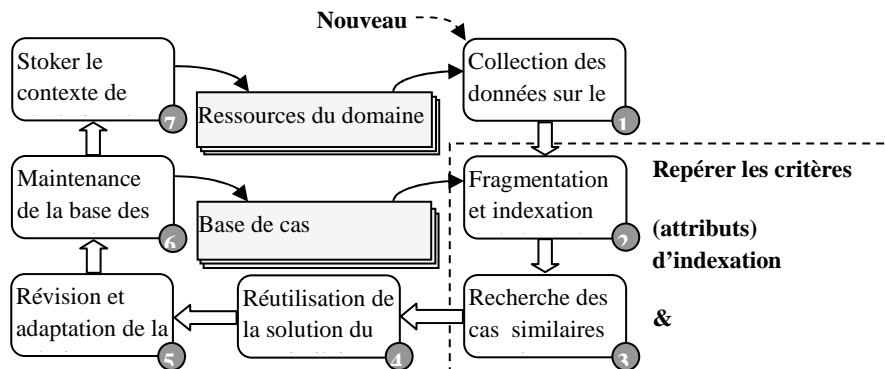 Nouveau
Stoker le
contexte de
7
Ressources du domaine
Collection des
données sur le
1
Maintenance
de la base des
6
Base de cas
Fragmentation
et indexation
2
Repérer les critères
(attributs)
d'indexation
&
Révision et
adaptation de la
5
Réutilisation de
la solution du
4
Recherche des
cas similaires
3